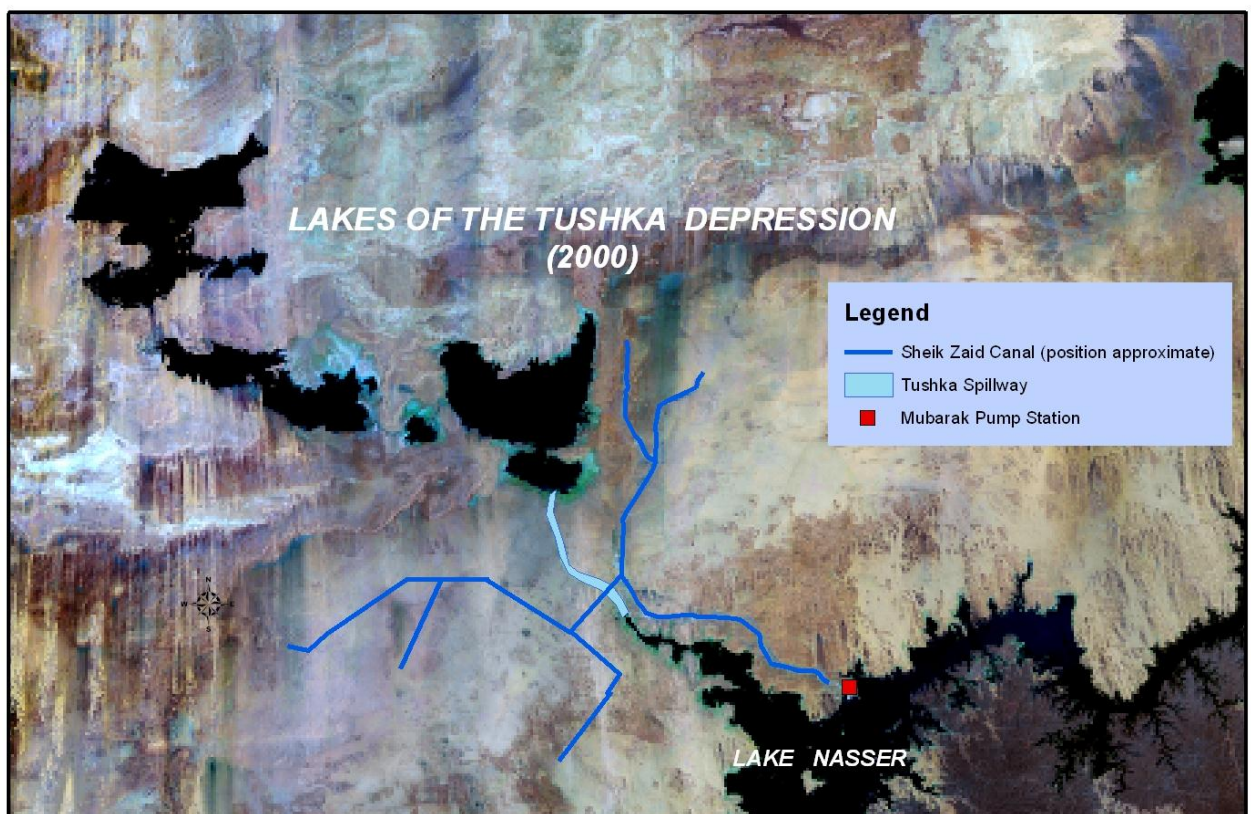 LAKES OF THE TUSHKA DEPRESSION
(2000)
Legend
Sheik Zaid Canal (position approximate)
Tushka Spillway
Mubarak Pump Station
N
W E
S
LAKE NASSER